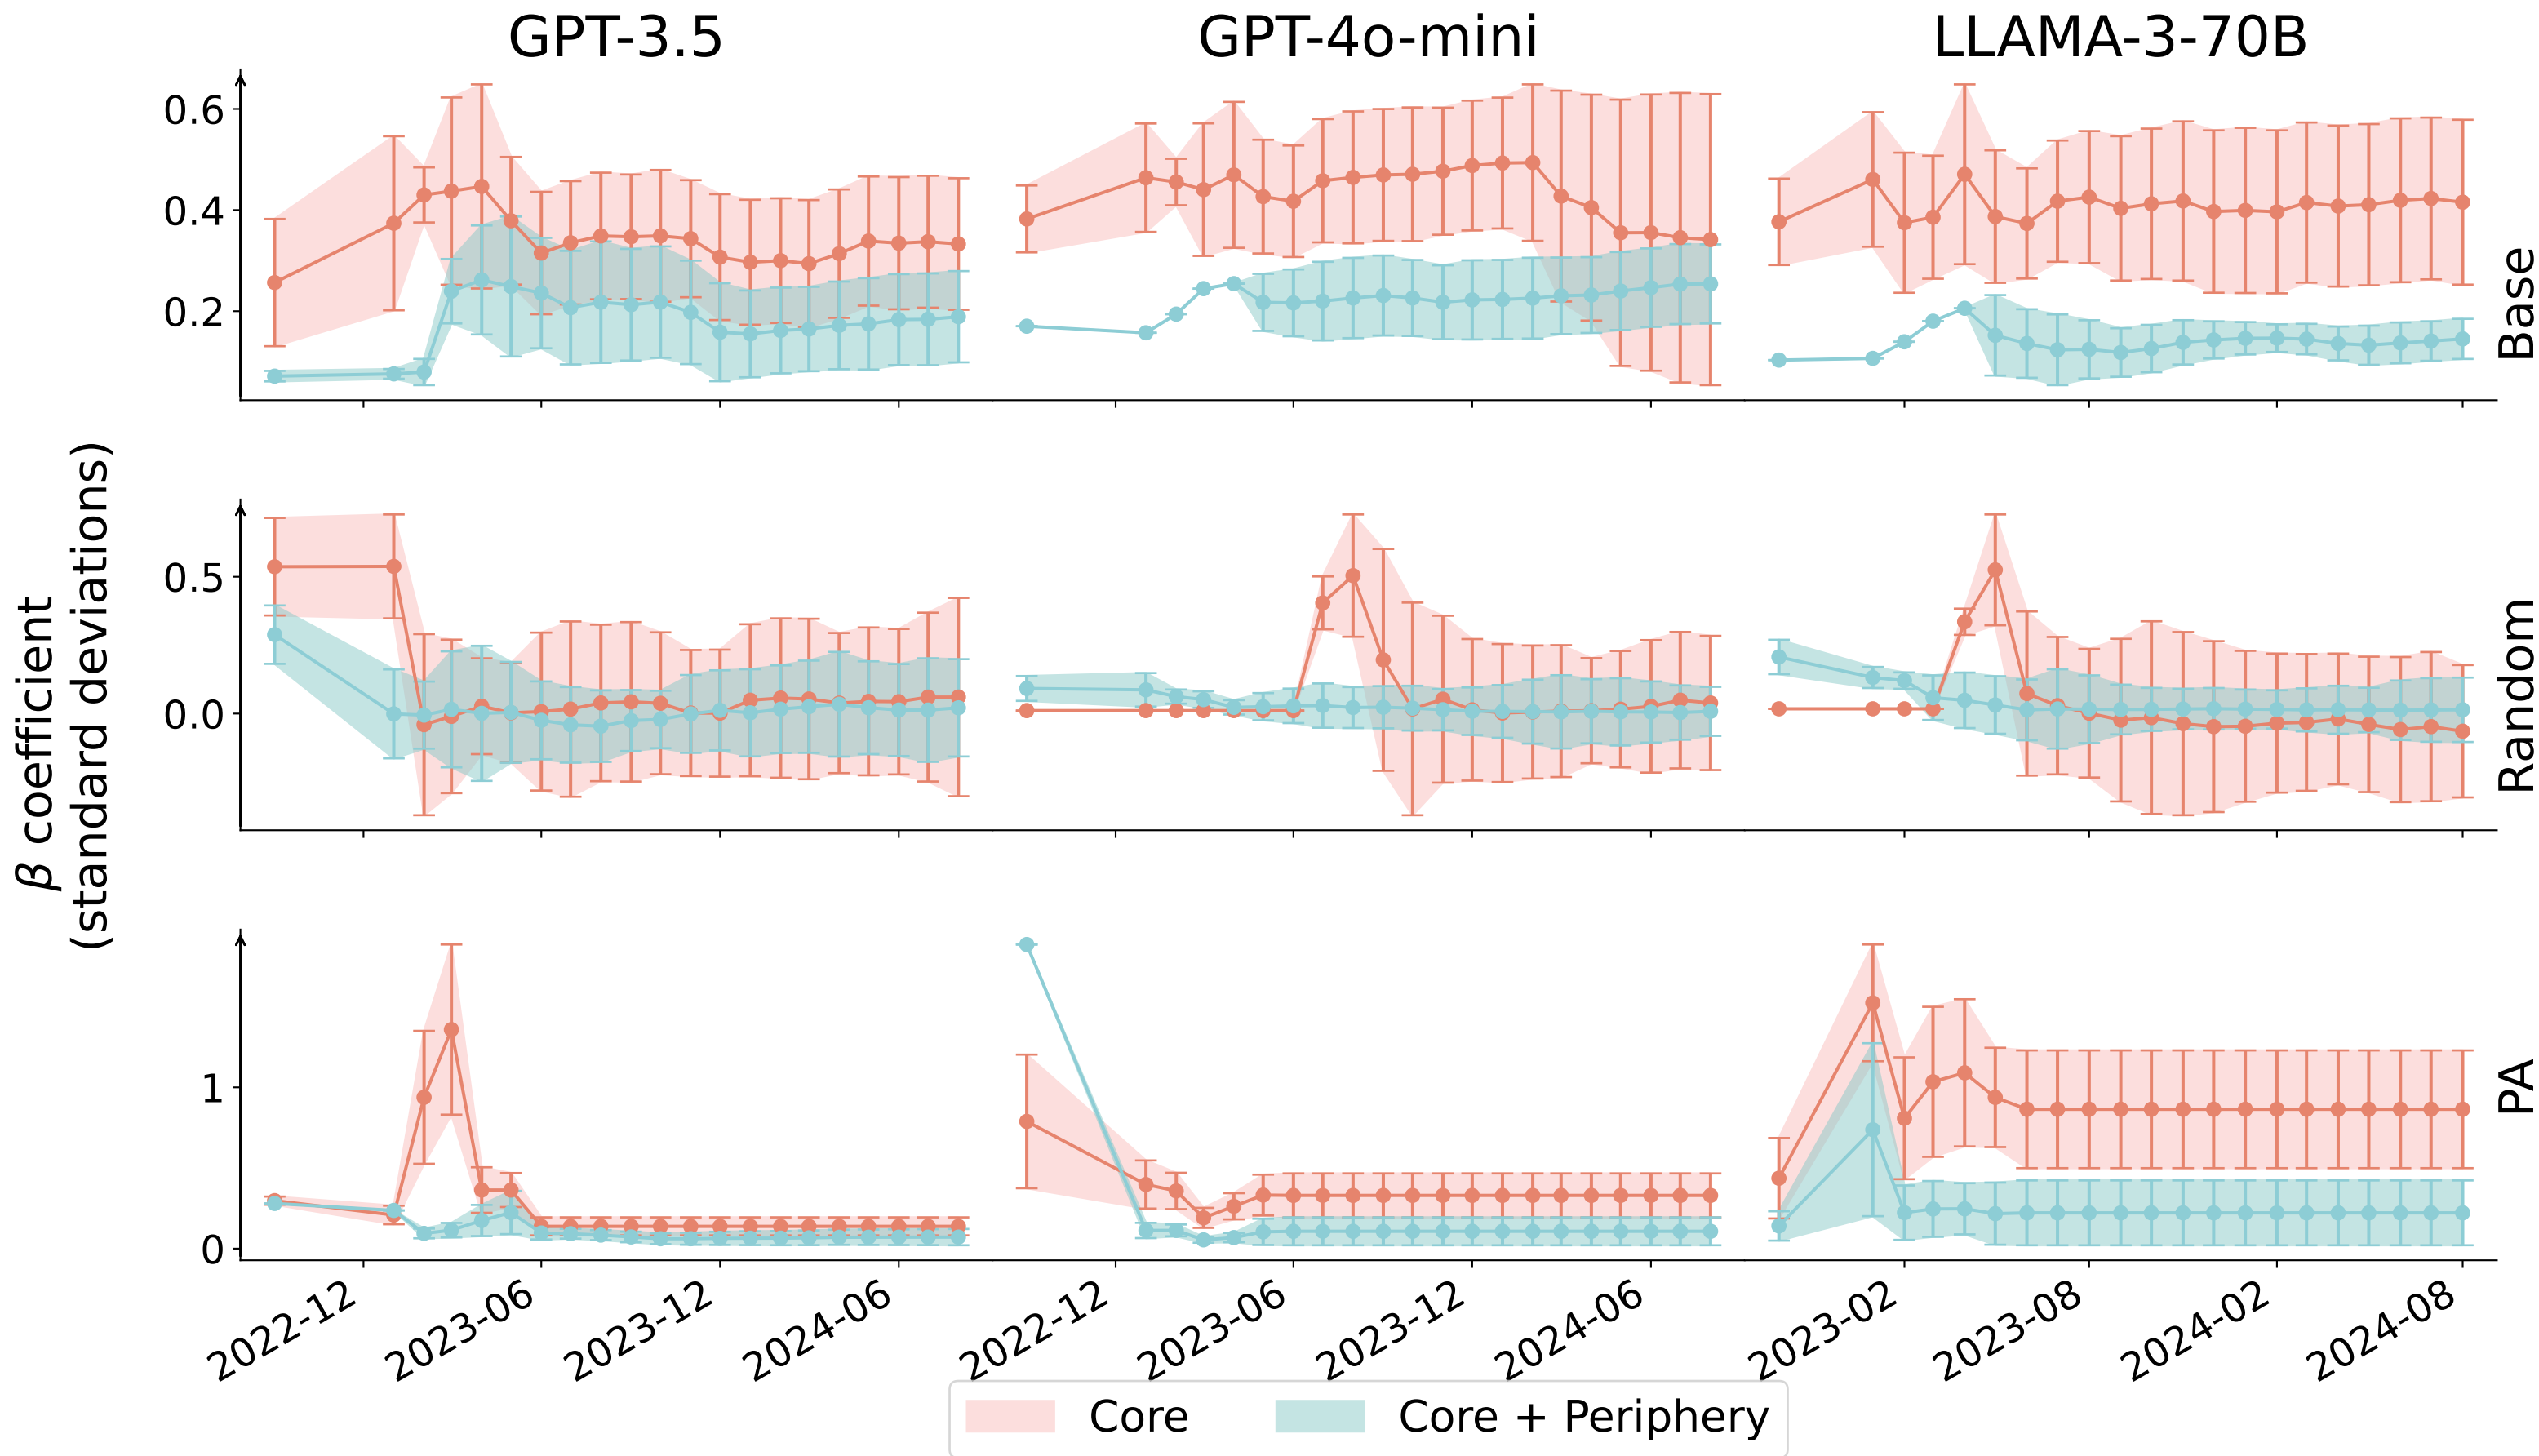 GPT-3.5
GPT-4o-mini
LLAMA-3-70B
β coefficient
(standard deviations)
0.6
0.4
0.2
Base
0.5
0.0
Random
1
0
PA
2022-12
2023-06
2023-12
2024-06
2022-12
2023-06
2023-12
2024-06
2023-02
2023-08
2024-02
2024-08
Core
Core + Periphery